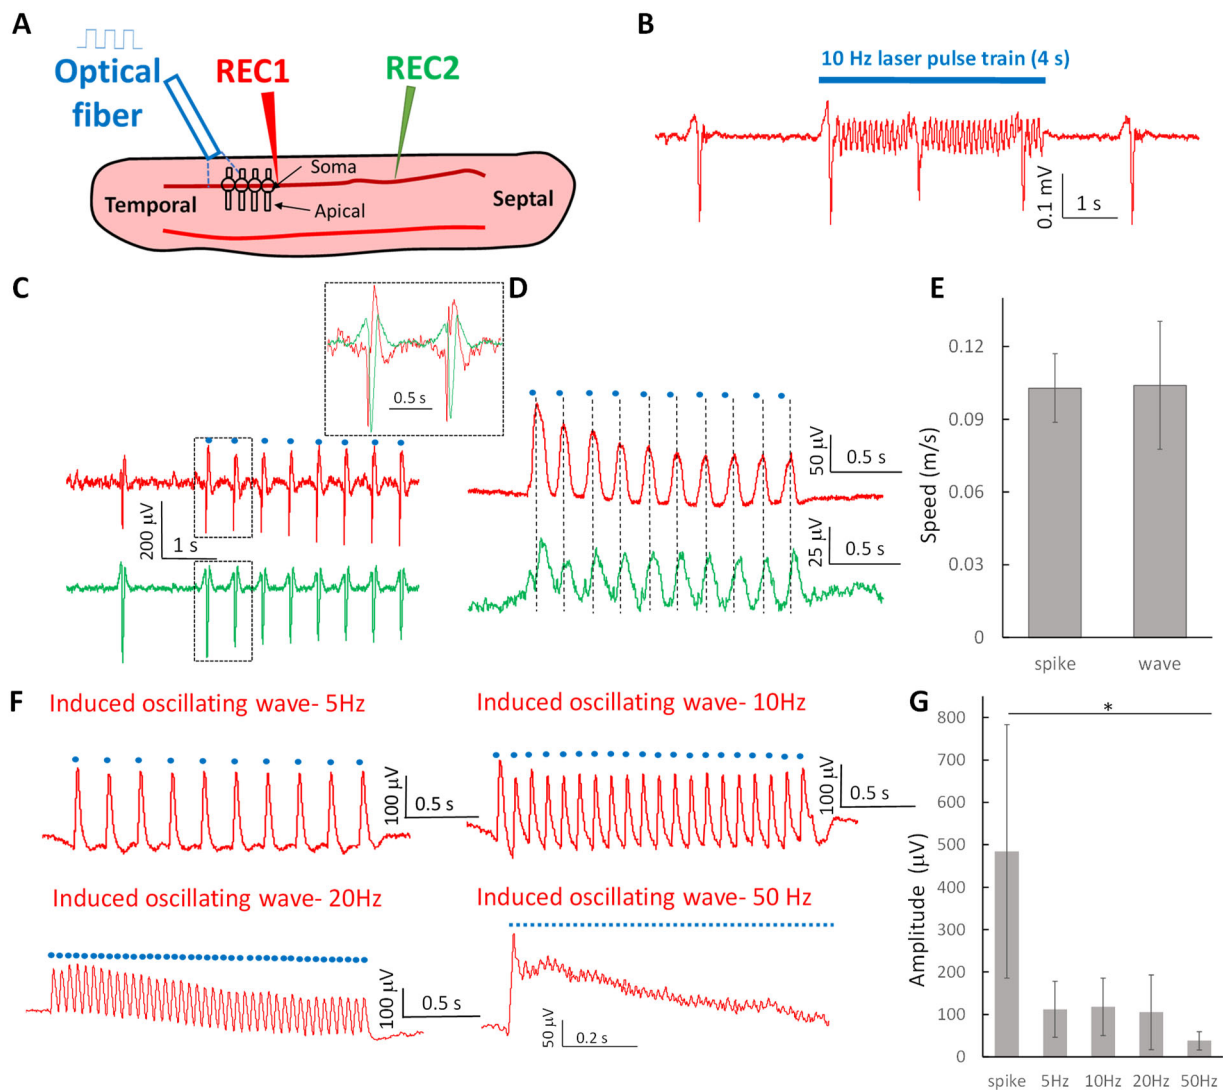 A
Optical
fiber
REC1
REC2
Soma
Temporal
Apical
Septal
B
10 Hz laser pulse train (4 s)
0.1 mV
1 s
C
0.5 s
200 µV
1 s
D
50 µV
0.5 s
25 µV
0.5 s
E
Speed (m/s)
0.12
0.09
0.06
0.03
0
spike
wave
F
Induced oscillating wave- 5Hz
100 µV
0.5 s
Induced oscillating wave- 10Hz
100 µV
0.5 s
Induced oscillating wave- 20Hz
100 µV
0.5 s
Induced oscillating wave- 50 Hz
50 µV
0.2 s
G
Amplitude (µV)
800
700
600
500
400
300
200
100
0
*
spike
5Hz
10Hz
20Hz
50Hz